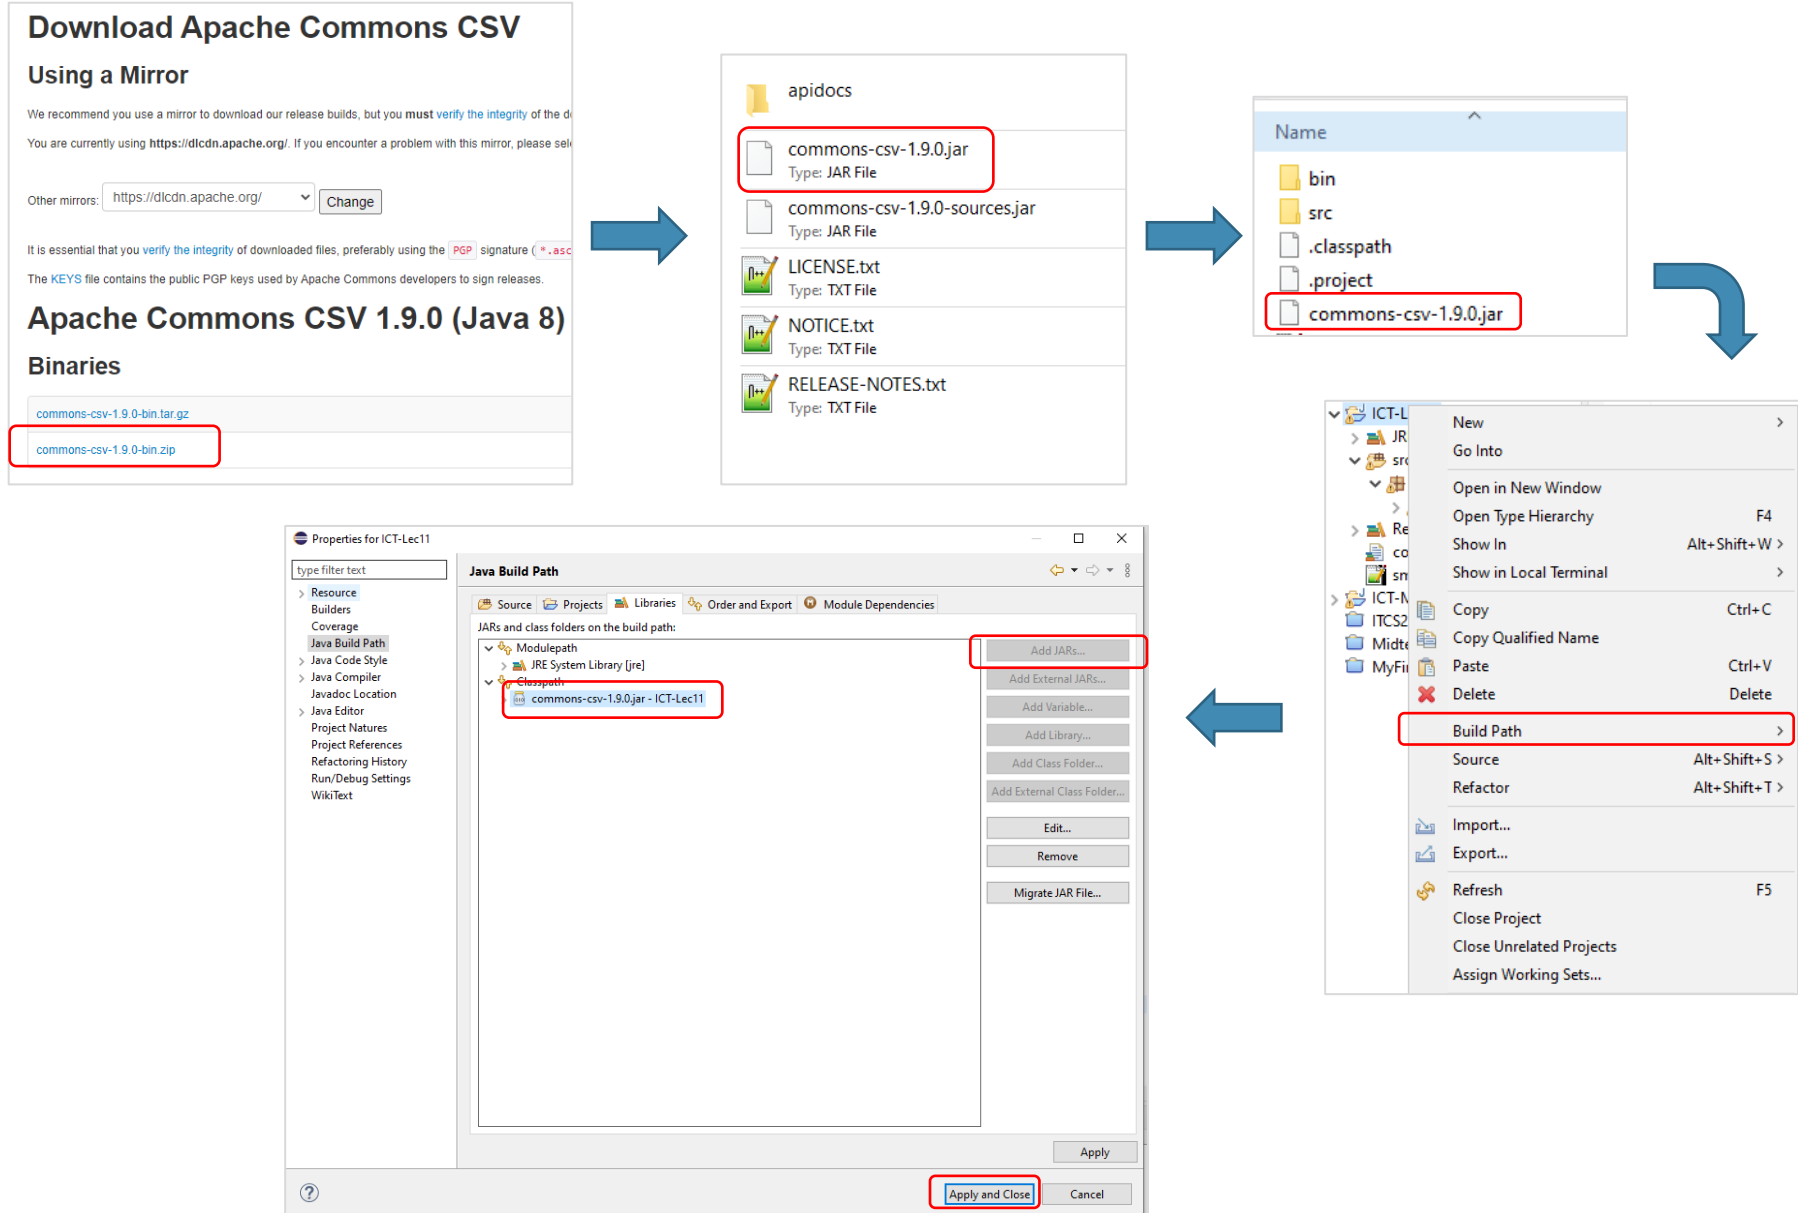 Download Apache Commons CSV
Using a Mirror
We recommend you use a mirror to download our release builds, but you must verify the integrity of the
You are currently using https://dlcdn.apache.org/. If you encounter a problem with this mirror, please
Other mirrors: https://dlcdn.apache.org/ Change
It is essential that you verify the integrity of downloaded files, preferably using the PGP signature (*.asc
The KEYS file contains the public PGP keys used by Apache Commons developers to sign releases.
Apache Commons CSV 1.9.0 (Java 8)
Binaries
commons-csv-1.9.0-bin.tar.gz
commons-csv-1.9.0-bin.zip
apidocs
commons-csv-1.9.0.jar
Type: JAR File
commons-csv-1.9.0-sources.jar
Type: JAR File
LICENSE.txt
Type: TXT File
NOTICE.txt
Type: TXT File
RELEASE-NOTES.txt
Type: TXT File
Name
bin
src
.classpath
.project
commons-csv-1.9.0.jar
ICT-L
JR
src
Re
co
sm
ICT-M
ITCS2
Midte
MyFi
New
Go Into
Open in New Window
Open Type Hierarchy F4
Show In Alt+Shift+W
Show in Local Terminal
Copy Ctrl+C
Copy Qualified Name
Paste Ctrl+V
Delete Delete
Build Path
Source Alt+Shift+S
Refactor Alt+Shift+T
Import...
Export...
Refresh F5
Close Project
Close Unrelated Projects
Assign Working Sets...
Properties for ICT-Lec11
type filter text
Resource
Builders
Coverage
Java Build Path
Java Code Style
Java Compiler
Javadoc Location
Java Editor
Project Natures
Project References
Refactoring History
Run/Debug Settings
WikiText
Java Build Path
Source Projects Libraries Order and Export Module Dependencies
JARs and class folders on the build path:
Modulepath
JRE System Library [jre]
Classpath
commons-csv-1.9.0.jar - ICT-Lec11
Add JARs...
Add External JARs...
Add Variable...
Add Library...
Add Class Folder...
Add External Class Folder...
Edit...
Remove
Migrate JAR File...
Apply
Apply and Close Cancel